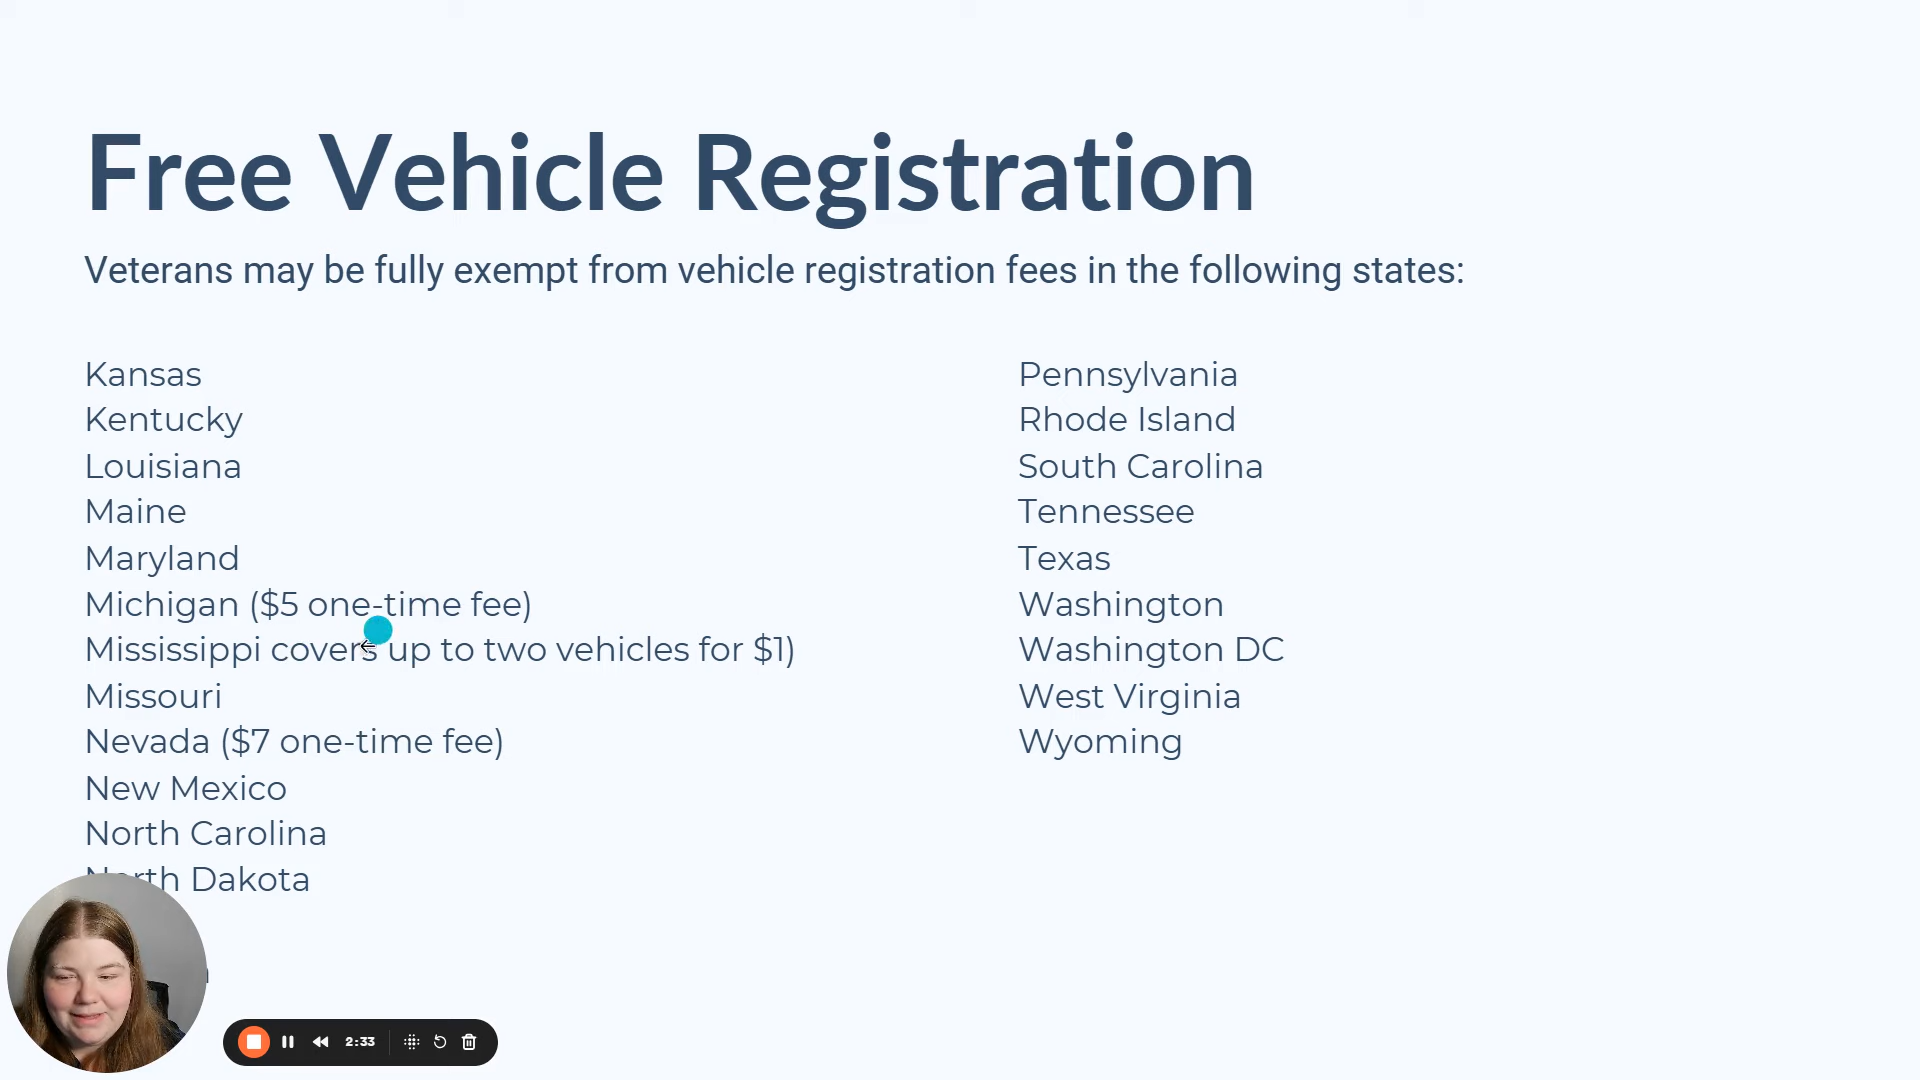 Free Vehicle Registration
Veterans may be fully exempt from vehicle registration fees in the following states:
Kansas
Kentucky
Louisiana
Maine
Maryland
Michigan ($5 one-time fee)
Mississippi covers up to two vehicles for $1)
Missouri
Nevada ($7 one-time fee)
New Mexico
North Carolina
North Dakota
Pennsylvania
Rhode Island
South Carolina
Tennessee
Texas
Washington
Washington DC
West Virginia
Wyoming
2:33